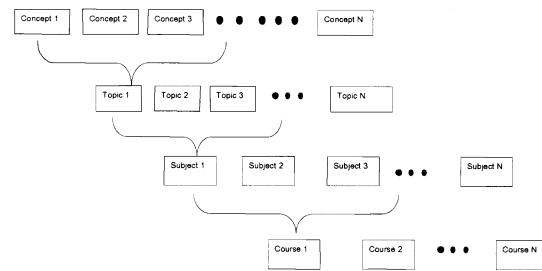 Concept 1 Concept 2 Concept 3 Concept N
Topic 1 Topic 2 Topic 3 Topic N
Subject 1 Subject 2 Subject 3 Subject N
Course 1 Course 2 Course N